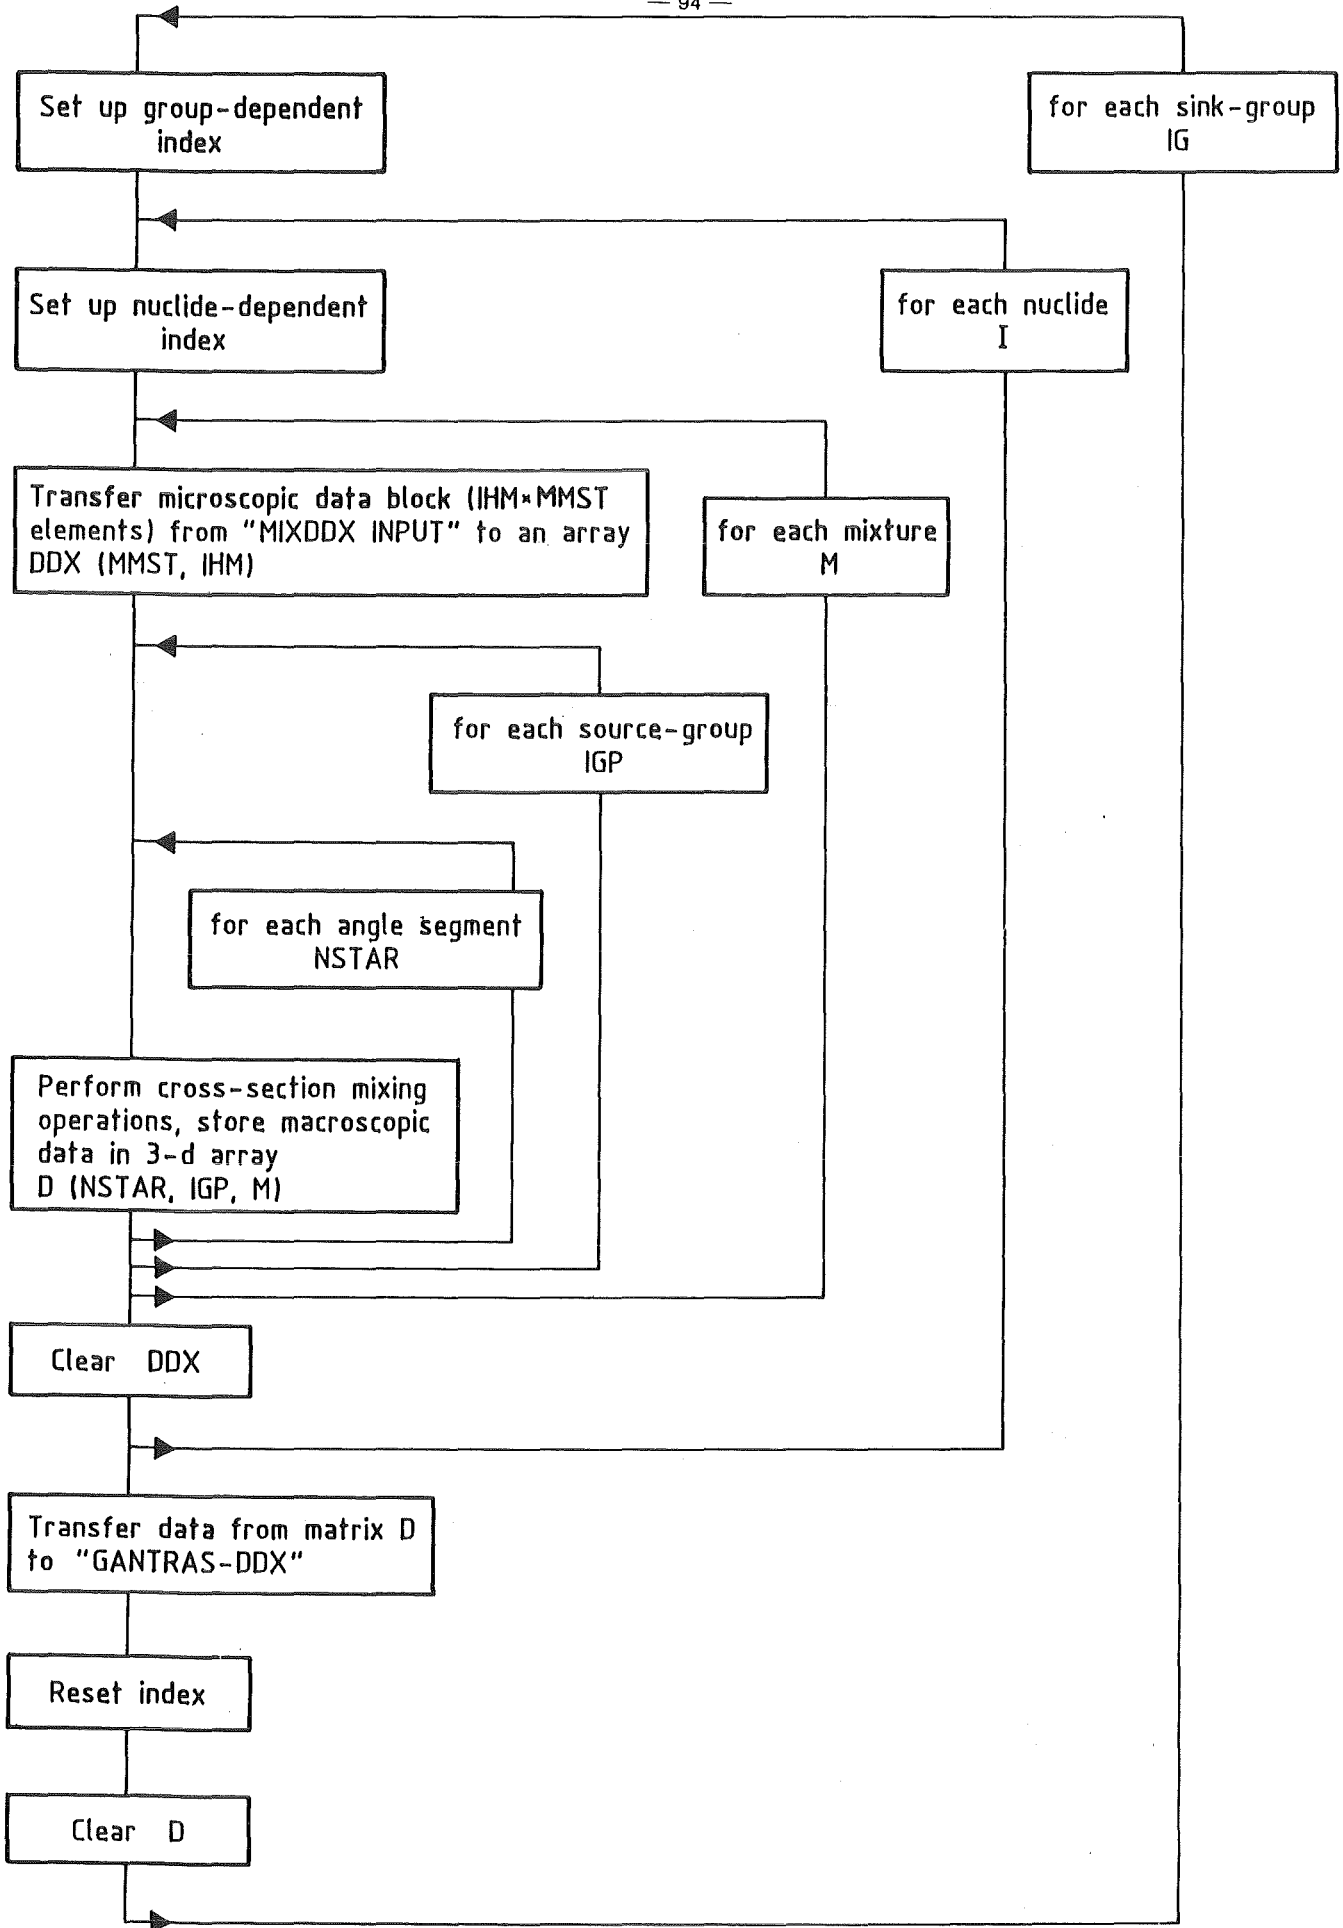 — 94 —
Set up group-dependent
index
for each sink-group
IG
Set up nuclide-dependent
index
for each nuclide
I
Transfer microscopic data block (IHM*MMST
elements) from "MIXDDX INPUT" to an array
DDX (MMST, IHM)
for each mixture
M
for each source-group
IGP
for each angle segment
NSTAR
Perform cross-section mixing
operations, store macroscopic
data in 3-d array
D (NSTAR, IGP, M)
Clear DDX
Transfer data from matrix D
to "GANTRAS-DDX"
Reset index
Clear D